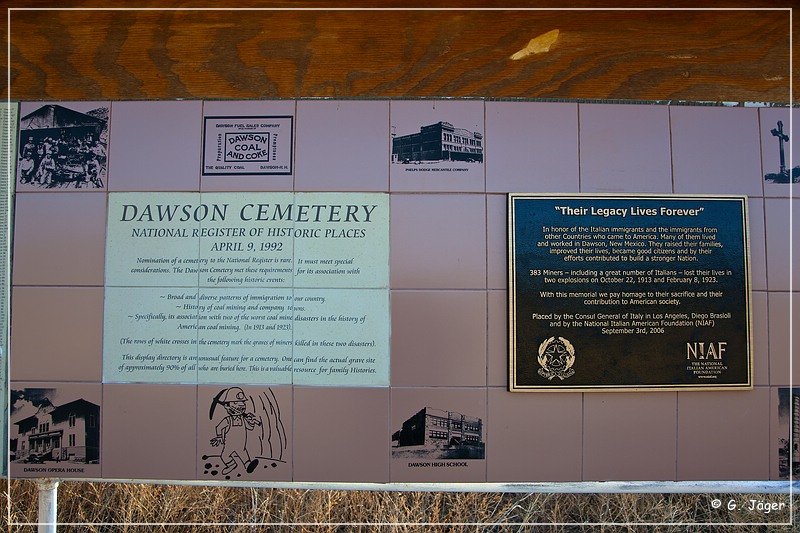 DAWSON FUEL SALES COMPANY
Preparation
DAWSON
COAL
AND COKE
Promptness
THE QUALITY COAL
DAWSON - N.M.
PHELPS DODGE MERCANTILE COMPANY
DAWSON CEMETERY
NATIONAL REGISTER OF HISTORIC PLACES
APRIL 9, 1992
Nomination of a cemetery to the National Register is rare. It must meet special
considerations. The Dawson Cemetery met these requirements for its association with
the following historic events:
~ Broad and diverse patterns of immigration to our country.
~ History of coal mining and company towns.
~ Specifically, its association with two of the worst coal mine disasters in the history of
American coal mining. (In 1913 and 1923).
(The rows of white crosses in the cemetery mark the graves of miners killed in these two disasters).
This display directory is an unusual feature for a cemetery. One can find the actual grave site
of approximately 90% of all who are buried here. This is a valuable resource for family Histories.
"Their Legacy Lives Forever"
In honor of the Italian immigrants and the immigrants from
other Countries who came to America. Many of them lived
and worked in Dawson, New Mexico. They raised their families,
improved their lives, became good citizens and by their
efforts contributed to build a stronger Nation.
383 Miners – including a great number of Italians – lost their lives in
two explosions on October 22, 1913 and February 8, 1923.
With this memorial we pay homage to their sacrifice and their
contribution to American society.
Placed by the Consul General of Italy in Los Angeles, Diego Brasioli
and by the National Italian American Foundation (NIAF)
September 3rd, 2006
NIAF
THE NATIONAL
ITALIAN AMERICAN
FOUNDATION
www.niaf.org
DAWSON OPERA HOUSE
DAWSON HIGH SCHOOL
© G. Jäger